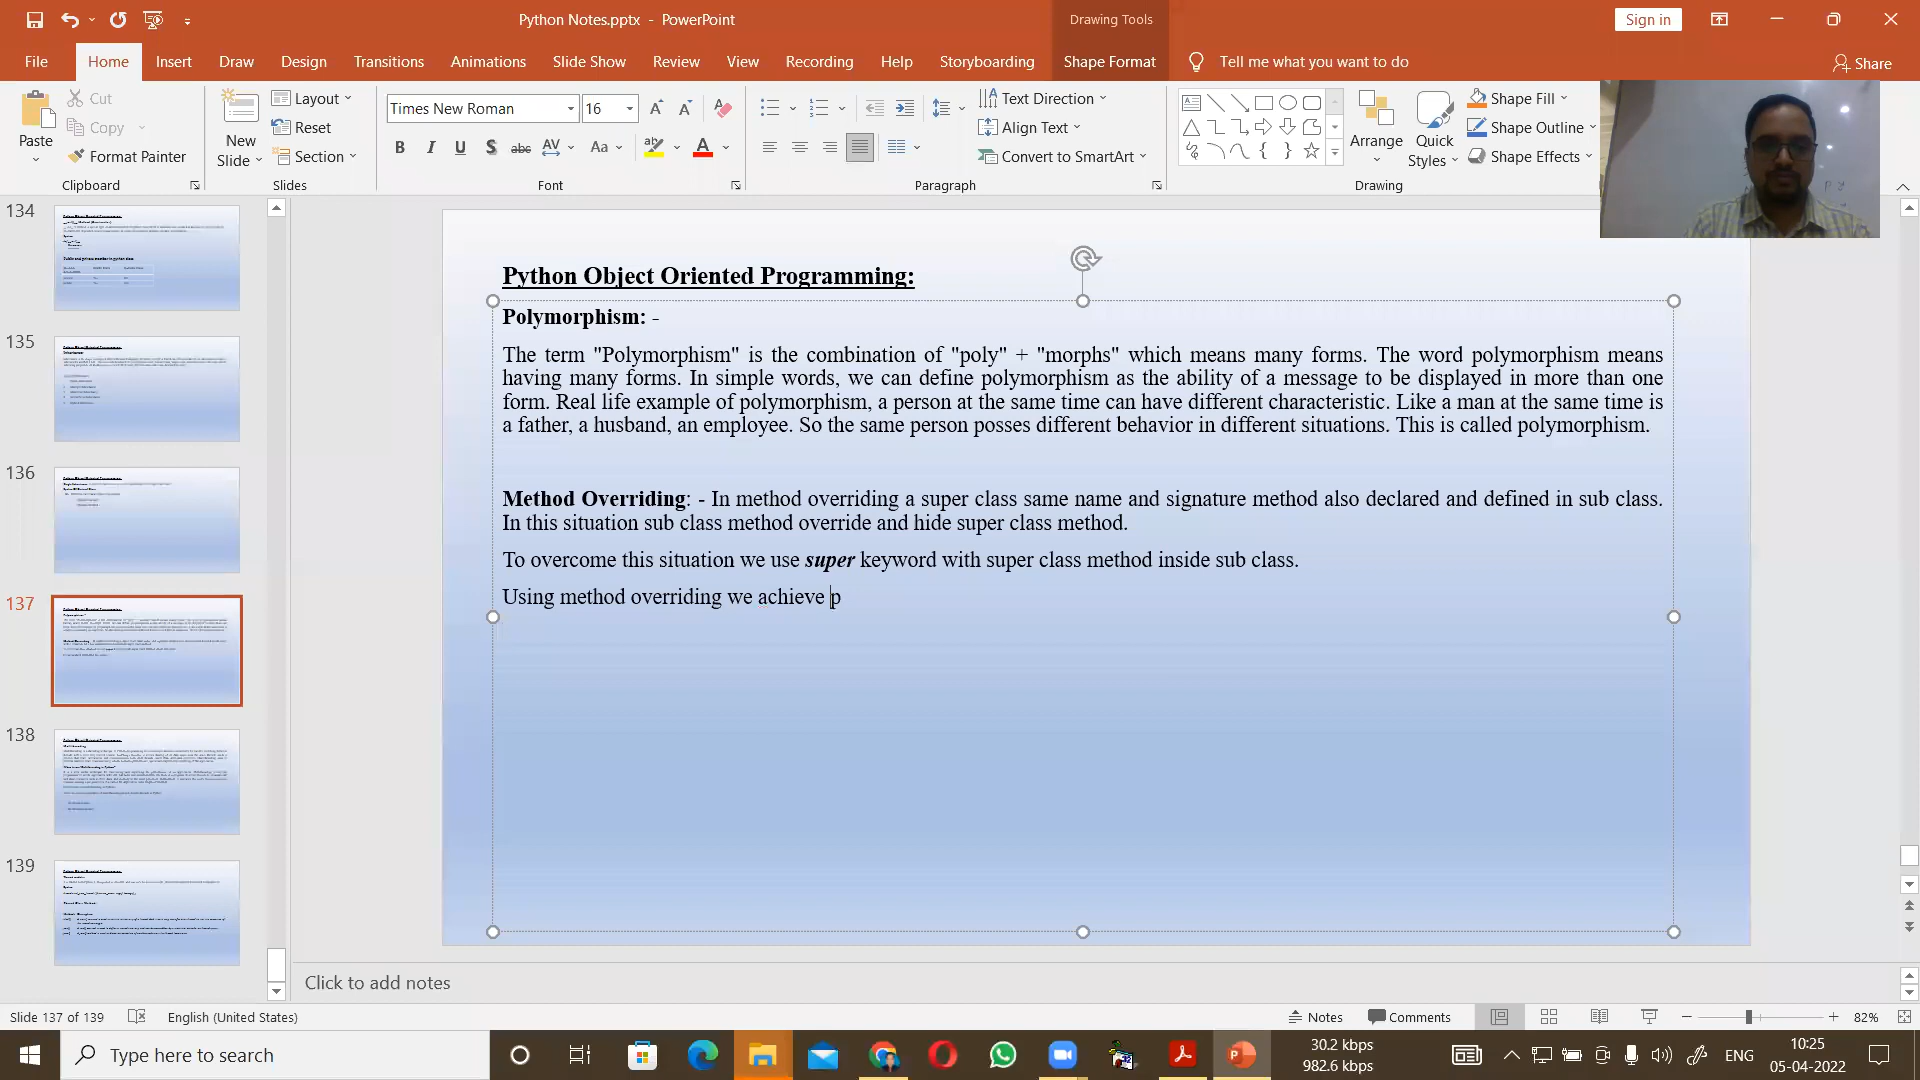 Python Notes.pptx - PowerPoint
Drawing Tools
Sign in
File Home Insert Draw Design Transitions Animations Slide Show Review View Recording Help Storyboarding Shape Format Tell me what you want to do Share
Paste
Cut
Copy
Format Painter
Clipboard
New Slide
Layout
Reset
Section
Slides
Times New Roman 16
Font
Text Direction
Align Text
Convert to SmartArt
Paragraph
Arrange
Quick Styles
Shape Fill
Shape Outline
Shape Effects
Drawing
134
135
136
137
138
139
Python Object Oriented Programming:
Polymorphism: -
The term "Polymorphism" is the combination of "poly" + "morphs" which means many forms. The word polymorphism means
having many forms. In simple words, we can define polymorphism as the ability of a message to be displayed in more than one
form. Real life example of polymorphism, a person at the same time can have different characteristic. Like a man at the same time is
a father, a husband, an employee. So the same person posses different behavior in different situations. This is called polymorphism.
Method Overriding: - In method overriding a super class same name and signature method also declared and defined in sub class.
In this situation sub class method override and hide super class method.
To overcome this situation we use super keyword with super class method inside sub class.
Using method overriding we achieve p
Click to add notes
Slide 137 of 139 English (United States) Notes Comments 82%
Type here to search
30.2 kbps
982.6 kbps
ENG
10:25
05-04-2022